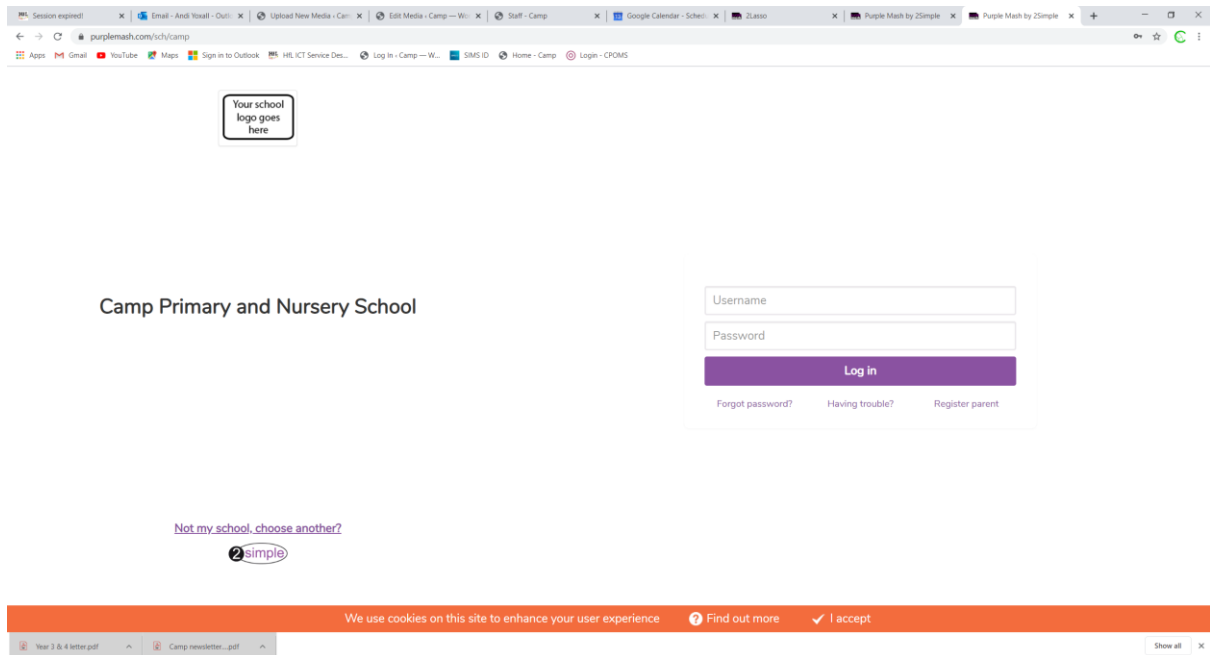 Session expired!
Email - Andi Yoxall - Outl
Upload New Media ‹ Cam
Edit Media ‹ Camp — Wo
Staff - Camp
Google Calendar - Sched
2Lasso
Purple Mash by 2Simple
Purple Mash by 2Simple
purplemash.com/sch/camp
Apps Gmail YouTube Maps Sign in to Outlook HfL ICT Service Des... Log In ‹ Camp — W... SIMS ID Home - Camp Login - CPOMS
Your school
logo goes
here
Camp Primary and Nursery School
Username
Password
Log in
Forgot password? Having trouble? Register parent
Not my school, choose another?
2simple
We use cookies on this site to enhance your user experience ? Find out more I accept
Year 3 & 4 letter.pdf Camp newsletter...pdf Show all